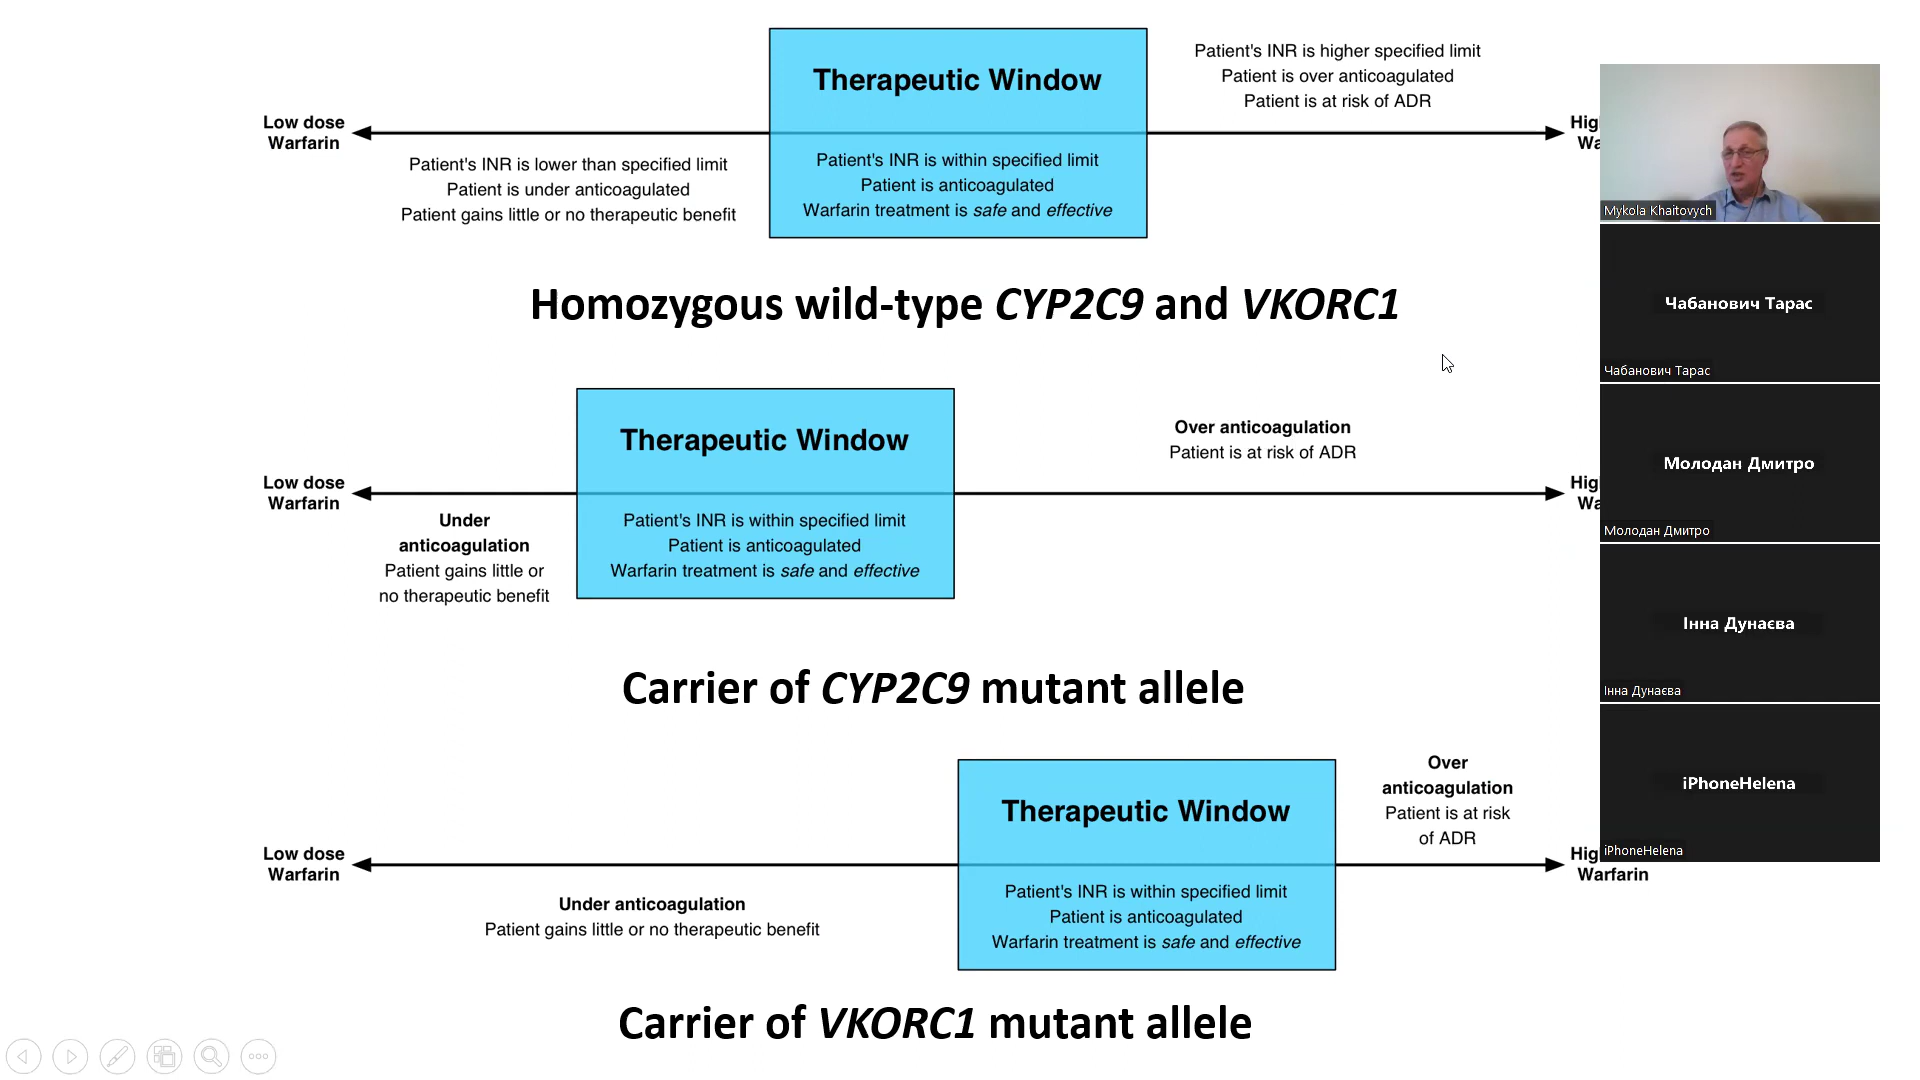 Patient's INR is higher specified limit
Patient is over anticoagulated
Patient is at risk of ADR
Therapeutic Window
Low dose
Warfarin
Hig
Wa
Patient's INR is lower than specified limit
Patient is under anticoagulated
Patient gains little or no therapeutic benefit
Patient's INR is within specified limit
Patient is anticoagulated
Warfarin treatment is safe and effective
Homozygous wild-type CYP2C9 and VKORC1
Therapeutic Window
Over anticoagulation
Patient is at risk of ADR
Low dose
Warfarin
Hig
Wa
Under
anticoagulation
Patient gains little or
no therapeutic benefit
Patient's INR is within specified limit
Patient is anticoagulated
Warfarin treatment is safe and effective
Carrier of CYP2C9 mutant allele
Therapeutic Window
Over
anticoagulation
Patient is at risk
of ADR
Low dose
Warfarin
Hig
Warfarin
Under anticoagulation
Patient gains little or no therapeutic benefit
Patient's INR is within specified limit
Patient is anticoagulated
Warfarin treatment is safe and effective
Carrier of VKORC1 mutant allele
Mykola Khaitovych
Чабанович Тарас
Чабанович Тарас
Молодан Дмитро
Молодан Дмитро
Інна Дунаєва
Інна Дунаєва
iPhoneHelena
iPhoneHelena